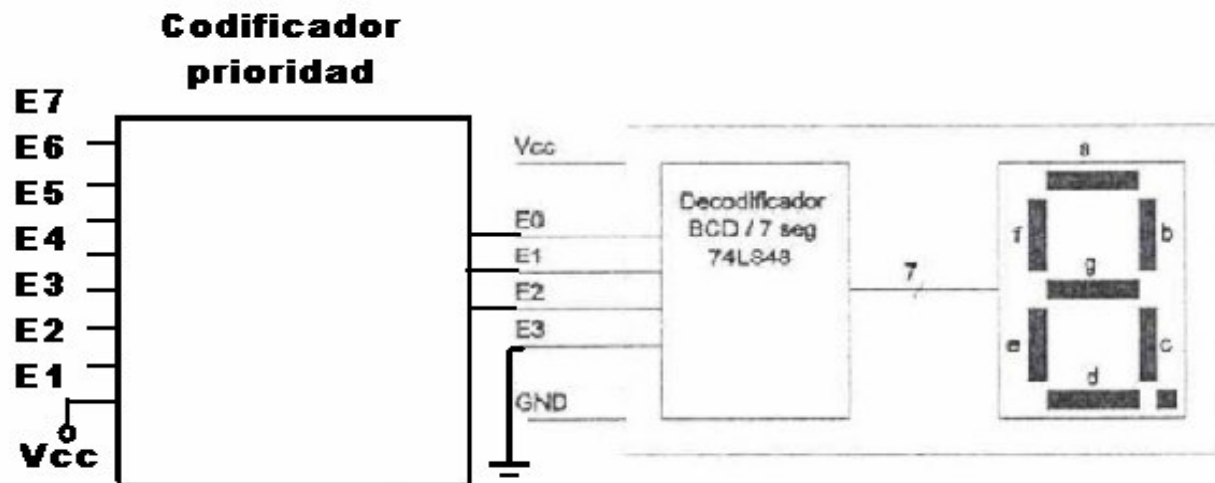 Codificador
prioridad
E7
E6
E5
E4
E3
E2
E1
Vcc
Vcc
E0
E1
E2
E3
GND
Decodificador
BCD / 7 seg
74LS48
7
a
f
b
g
e
c
d